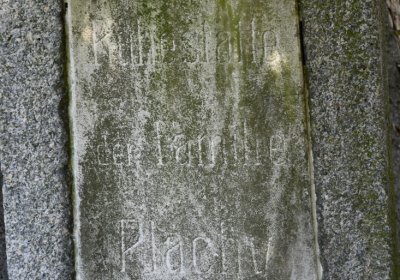 Ruhestätte
der Familie
Plachy